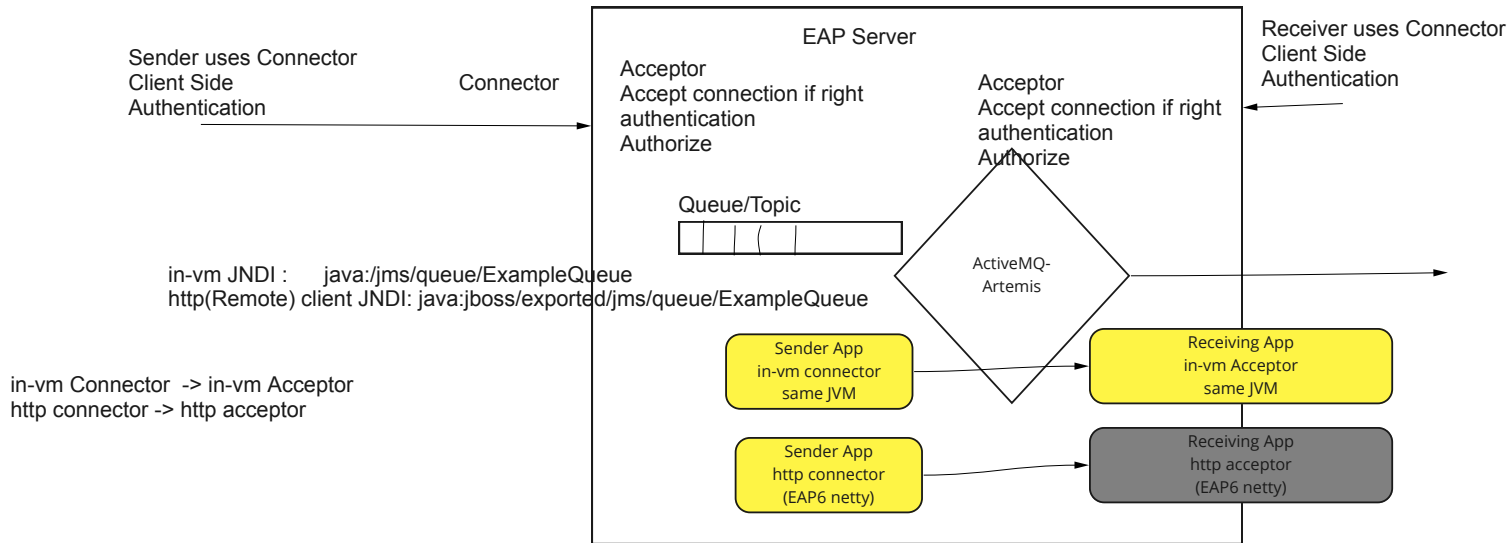 EAP Server
Sender uses Connector
Client Side
Authentication
Connector
Acceptor
Accept connection if right
authentication
Authorize
Acceptor
Accept connection if right
authentication
Authorize
Receiver uses Connector
Client Side
Authentication
Queue/Topic
ActiveMQ-
Artemis
in-vm JNDI :     java:/jms/queue/ExampleQueue
http(Remote) client JNDI: java:jboss/exported/jms/queue/ExampleQueue
in-vm Connector  -> in-vm Acceptor
http connector -> http acceptor
Sender App
in-vm connector
same JVM
Receiving App
in-vm Acceptor
same JVM
Sender App
http connector
(EAP6 netty)
Receiving App
http acceptor
(EAP6 netty)